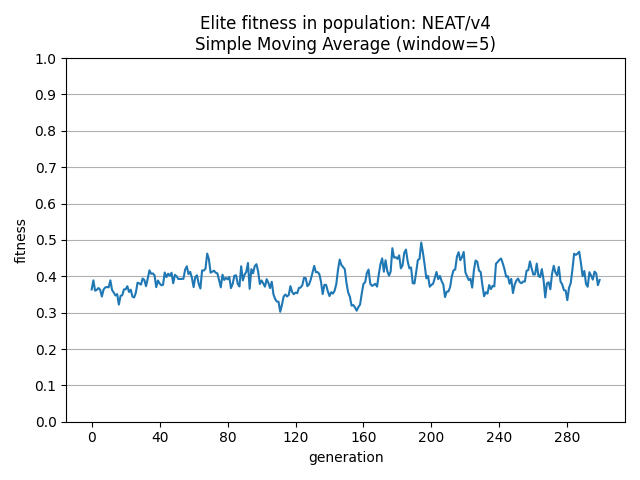 Elite fitness in population: NEAT/v4
Simple Moving Average (window=5)
1.0
0.9
0.8
0.7
0.6
0.5
0.4
0.3
0.2
0.1
0.0
fitness
0 40 80 120 160 200 240 280
generation